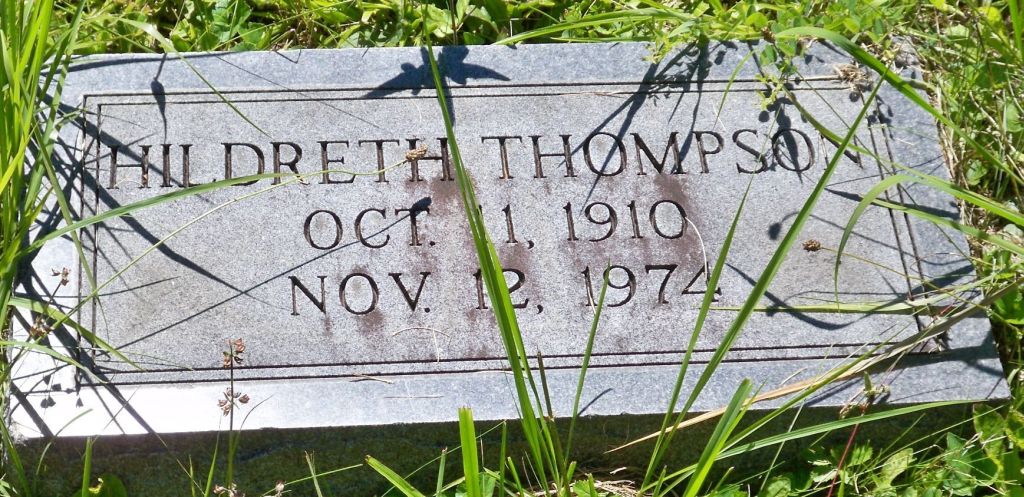 HILDRETH THOMPSON
OCT. 11, 1910
NOV. 12, 1974